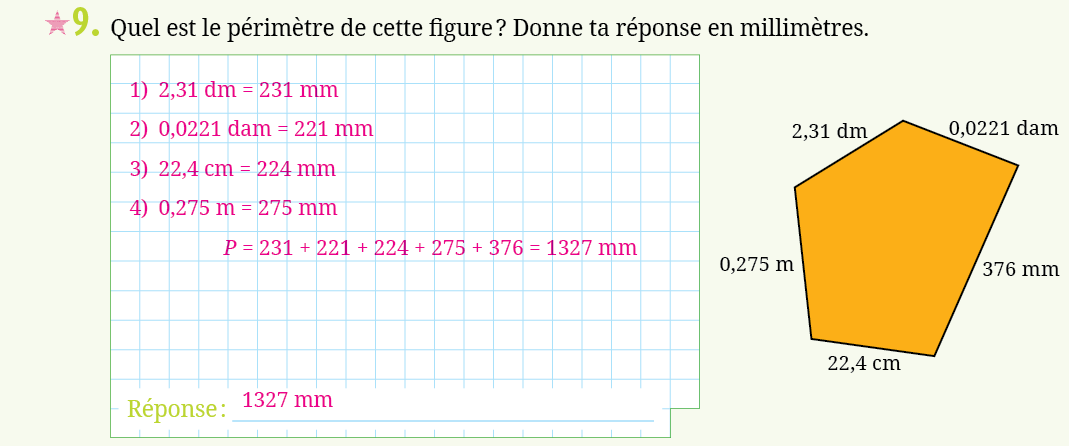 9. Quel est le périmètre de cette figure ? Donne ta réponse en millimètres.
1) 2,31 dm = 231 mm
2) 0,0221 dam = 221 mm
3) 22,4 cm = 224 mm
4) 0,275 m = 275 mm
P = 231 + 221 + 224 + 275 + 376 = 1327 mm
Réponse : 1327 mm
2,31 dm
0,0221 dam
0,275 m
376 mm
22,4 cm